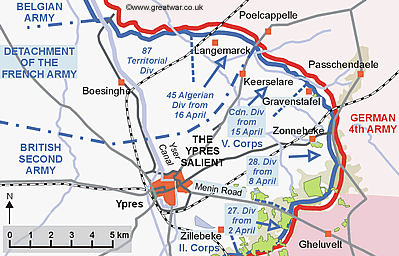 ©www.greatwar.co.uk
BELGIAN
ARMY
Poelcappelle
DETACHMENT
OF THE
FRENCH ARMY
87
Territorial
Div
Langemarck
Passchendaele
Keerselare
Boesinghe
45 Algerian
Div from
16 April
Gravenstafel
Cdn. Div
from
15 April
Zonnebeke
GERMAN
4th ARMY
V. Corps
THE
YPRES
SALIENT
Yser
Canal
BRITISH
SECOND
ARMY
28. Div
from
8 April
Menin Road
Ypres
N
27. Div
from
2 April
Zillebeke
II. Corps
Gheluvelt
0 1 2 3 4 5 km